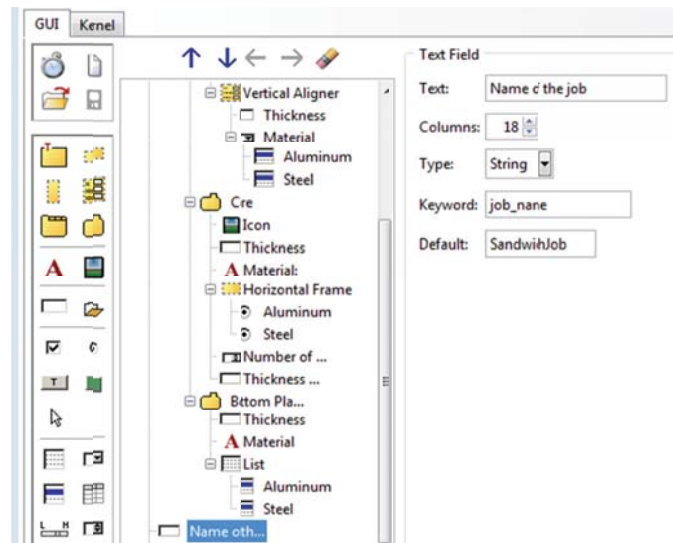 GUI Kenel
Vertical Aligner
Thickness
Material
Aluminum
Steel
Cre
Icon
Thickness
A Material:
Horizontal Frame
Aluminum
Steel
Number of ...
Thickness ...
Bttom Pla...
Thickness
A Material
List
Aluminum
Steel
Name oth...
T
A
T
L H
Text Field
Text: Name d the job
Columns: 18
Type: String
Keyword: job_nane
Default: SandwihJob